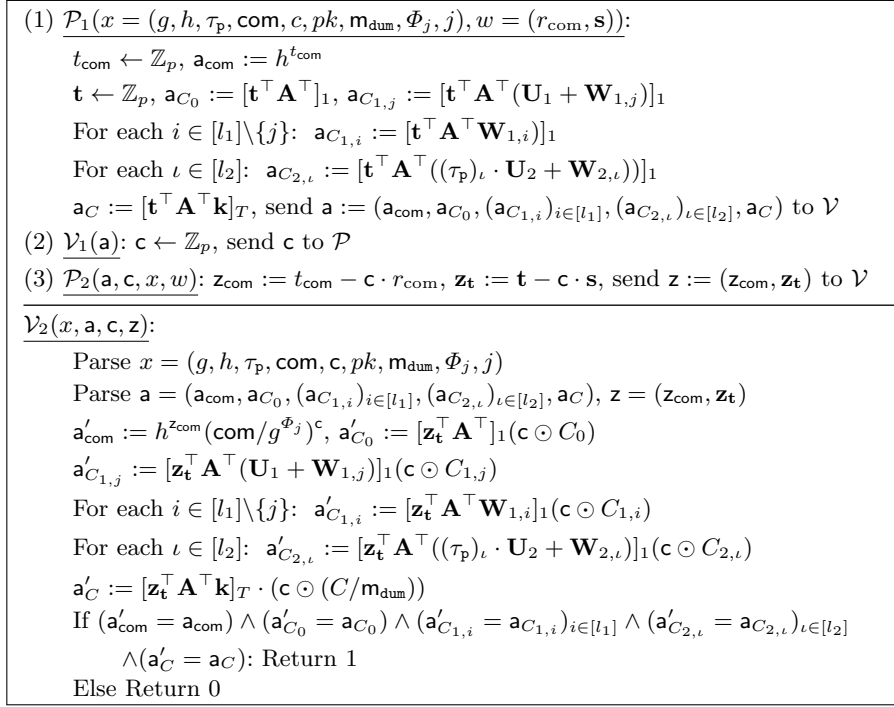 (1) 𝒫₁(x = (g, h, τ_p, com, c, pk, m_dum, Φ_j, j), w = (r_com, 𝐬)):
t_com ← ℤ_p, a_com := h^{t_com}
𝐭 ← ℤ_p, a_{C_0} := [𝐭^⊤𝐀^⊤]_1, a_{C_{1,j}} := [𝐭^⊤𝐀^⊤(𝐔_1 + 𝐖_{1,j})]_1
For each i ∈ [l_1]\{j}: a_{C_{1,i}} := [𝐭^⊤𝐀^⊤𝐖_{1,i})]_1
For each ι ∈ [l_2]: a_{C_{2,ι}} := [𝐭^⊤𝐀^⊤((τ_p)_ι · 𝐔_2 + 𝐖_{2,ι}))]_1
a_C := [𝐭^⊤𝐀^⊤𝐤]_T, send a := (a_com, a_{C_0}, (a_{C_{1,i}})_{i∈[l_1]}, (a_{C_{2,ι}})_{ι∈[l_2]}, a_C) to 𝒱
(2) 𝒱₁(a): c ← ℤ_p, send c to 𝒫
(3) 𝒫₂(a, c, x, w): z_com := t_com − c · r_com, 𝐳_𝐭 := 𝐭 − c · 𝐬, send z := (z_com, 𝐳_𝐭) to 𝒱
𝒱₂(x, a, c, z):
Parse x = (g, h, τ_p, com, c, pk, m_dum, Φ_j, j)
Parse a = (a_com, a_{C_0}, (a_{C_{1,i}})_{i∈[l_1]}, (a_{C_{2,ι}})_{ι∈[l_2]}, a_C), z = (z_com, 𝐳_𝐭)
a′_com := h^{z_com}(com/g^{Φ_j})^c, a′_{C_0} := [𝐳_𝐭^⊤𝐀^⊤]_1(c ⊙ C_0)
a′_{C_{1,j}} := [𝐳_𝐭^⊤𝐀^⊤(𝐔_1 + 𝐖_{1,j})]_1(c ⊙ C_{1,j})
For each i ∈ [l_1]\{j}: a′_{C_{1,i}} := [𝐳_𝐭^⊤𝐀^⊤𝐖_{1,i}]_1(c ⊙ C_{1,i})
For each ι ∈ [l_2]: a′_{C_{2,ι}} := [𝐳_𝐭^⊤𝐀^⊤((τ_p)_ι · 𝐔_2 + 𝐖_{2,ι})]_1(c ⊙ C_{2,ι})
a′_C := [𝐳_𝐭^⊤𝐀^⊤𝐤]_T · (c ⊙ (C/m_dum))
If (a′_com = a_com) ∧ (a′_{C_0} = a_{C_0}) ∧ (a′_{C_{1,i}} = a_{C_{1,i}})_{i∈[l_1]} ∧ (a′_{C_{2,ι}} = a_{C_{2,ι}})_{ι∈[l_2]}
∧(a′_C = a_C): Return 1
Else Return 0